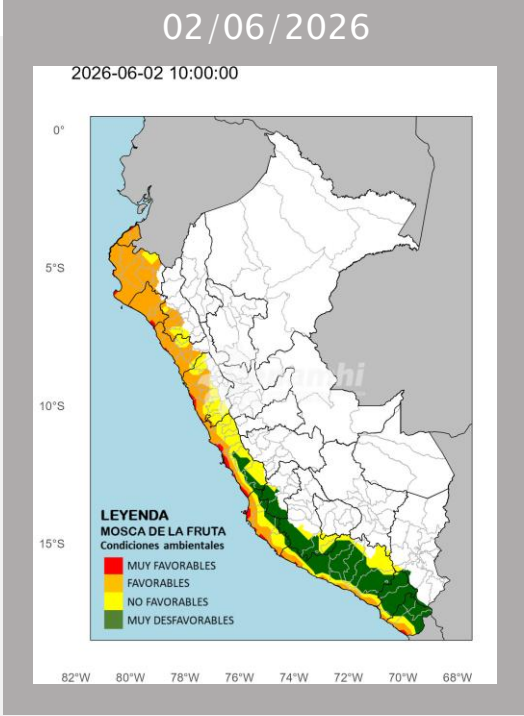 02/06/2026
2026-06-02 10:00:00
0°
5°S
10°S
15°S
LEYENDA
MOSCA DE LA FRUTA
Condiciones ambientales
MUY FAVORABLES
FAVORABLES
NO FAVORABLES
MUY DESFAVORABLES
82°W 80°W 78°W 76°W 74°W 72°W 70°W 68°W